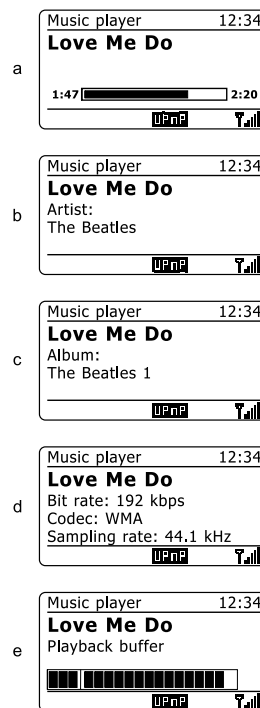 a
Music player 12:34
Love Me Do
1:47 2:20
UPnP
b
Music player 12:34
Love Me Do
Artist:
The Beatles
UPnP
c
Music player 12:34
Love Me Do
Album:
The Beatles 1
UPnP
d
Music player 12:34
Love Me Do
Bit rate: 192 kbps
Codec: WMA
Sampling rate: 44.1 kHz
UPnP
e
Music player 12:34
Love Me Do
Playback buffer
UPnP